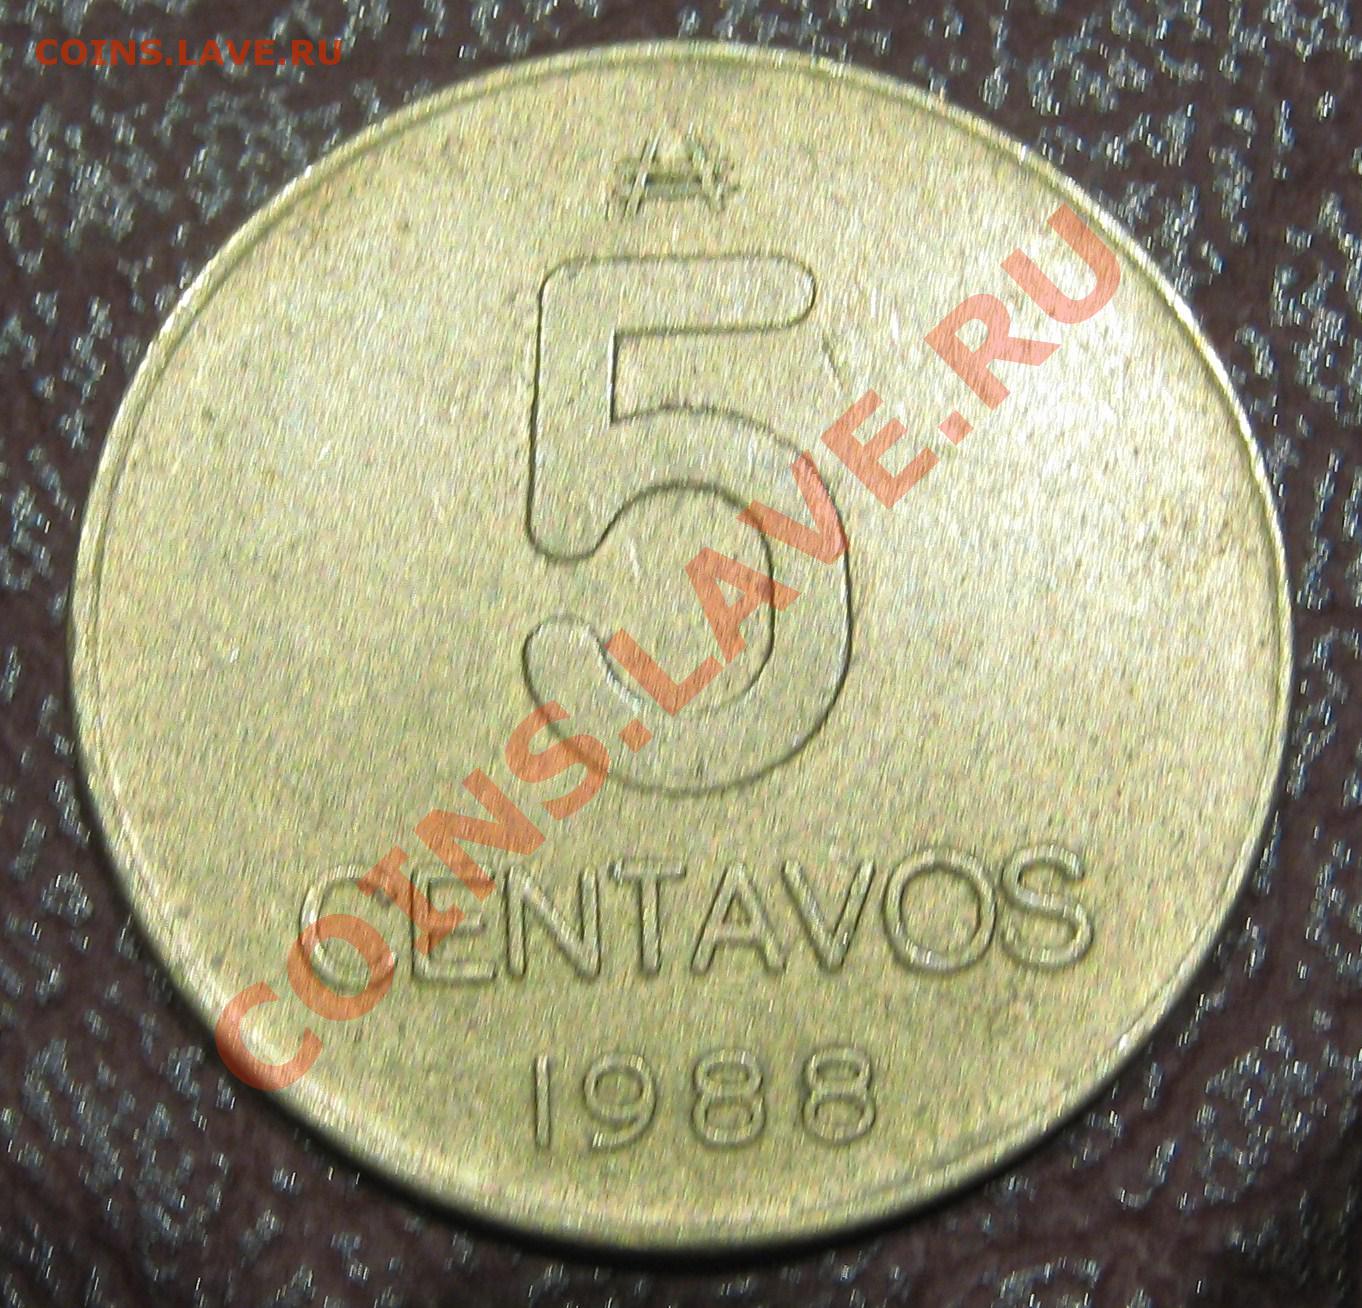 COINS.LAVE.RU
₳
5
CENTAVOS
1988
COINS.LAVE.RU